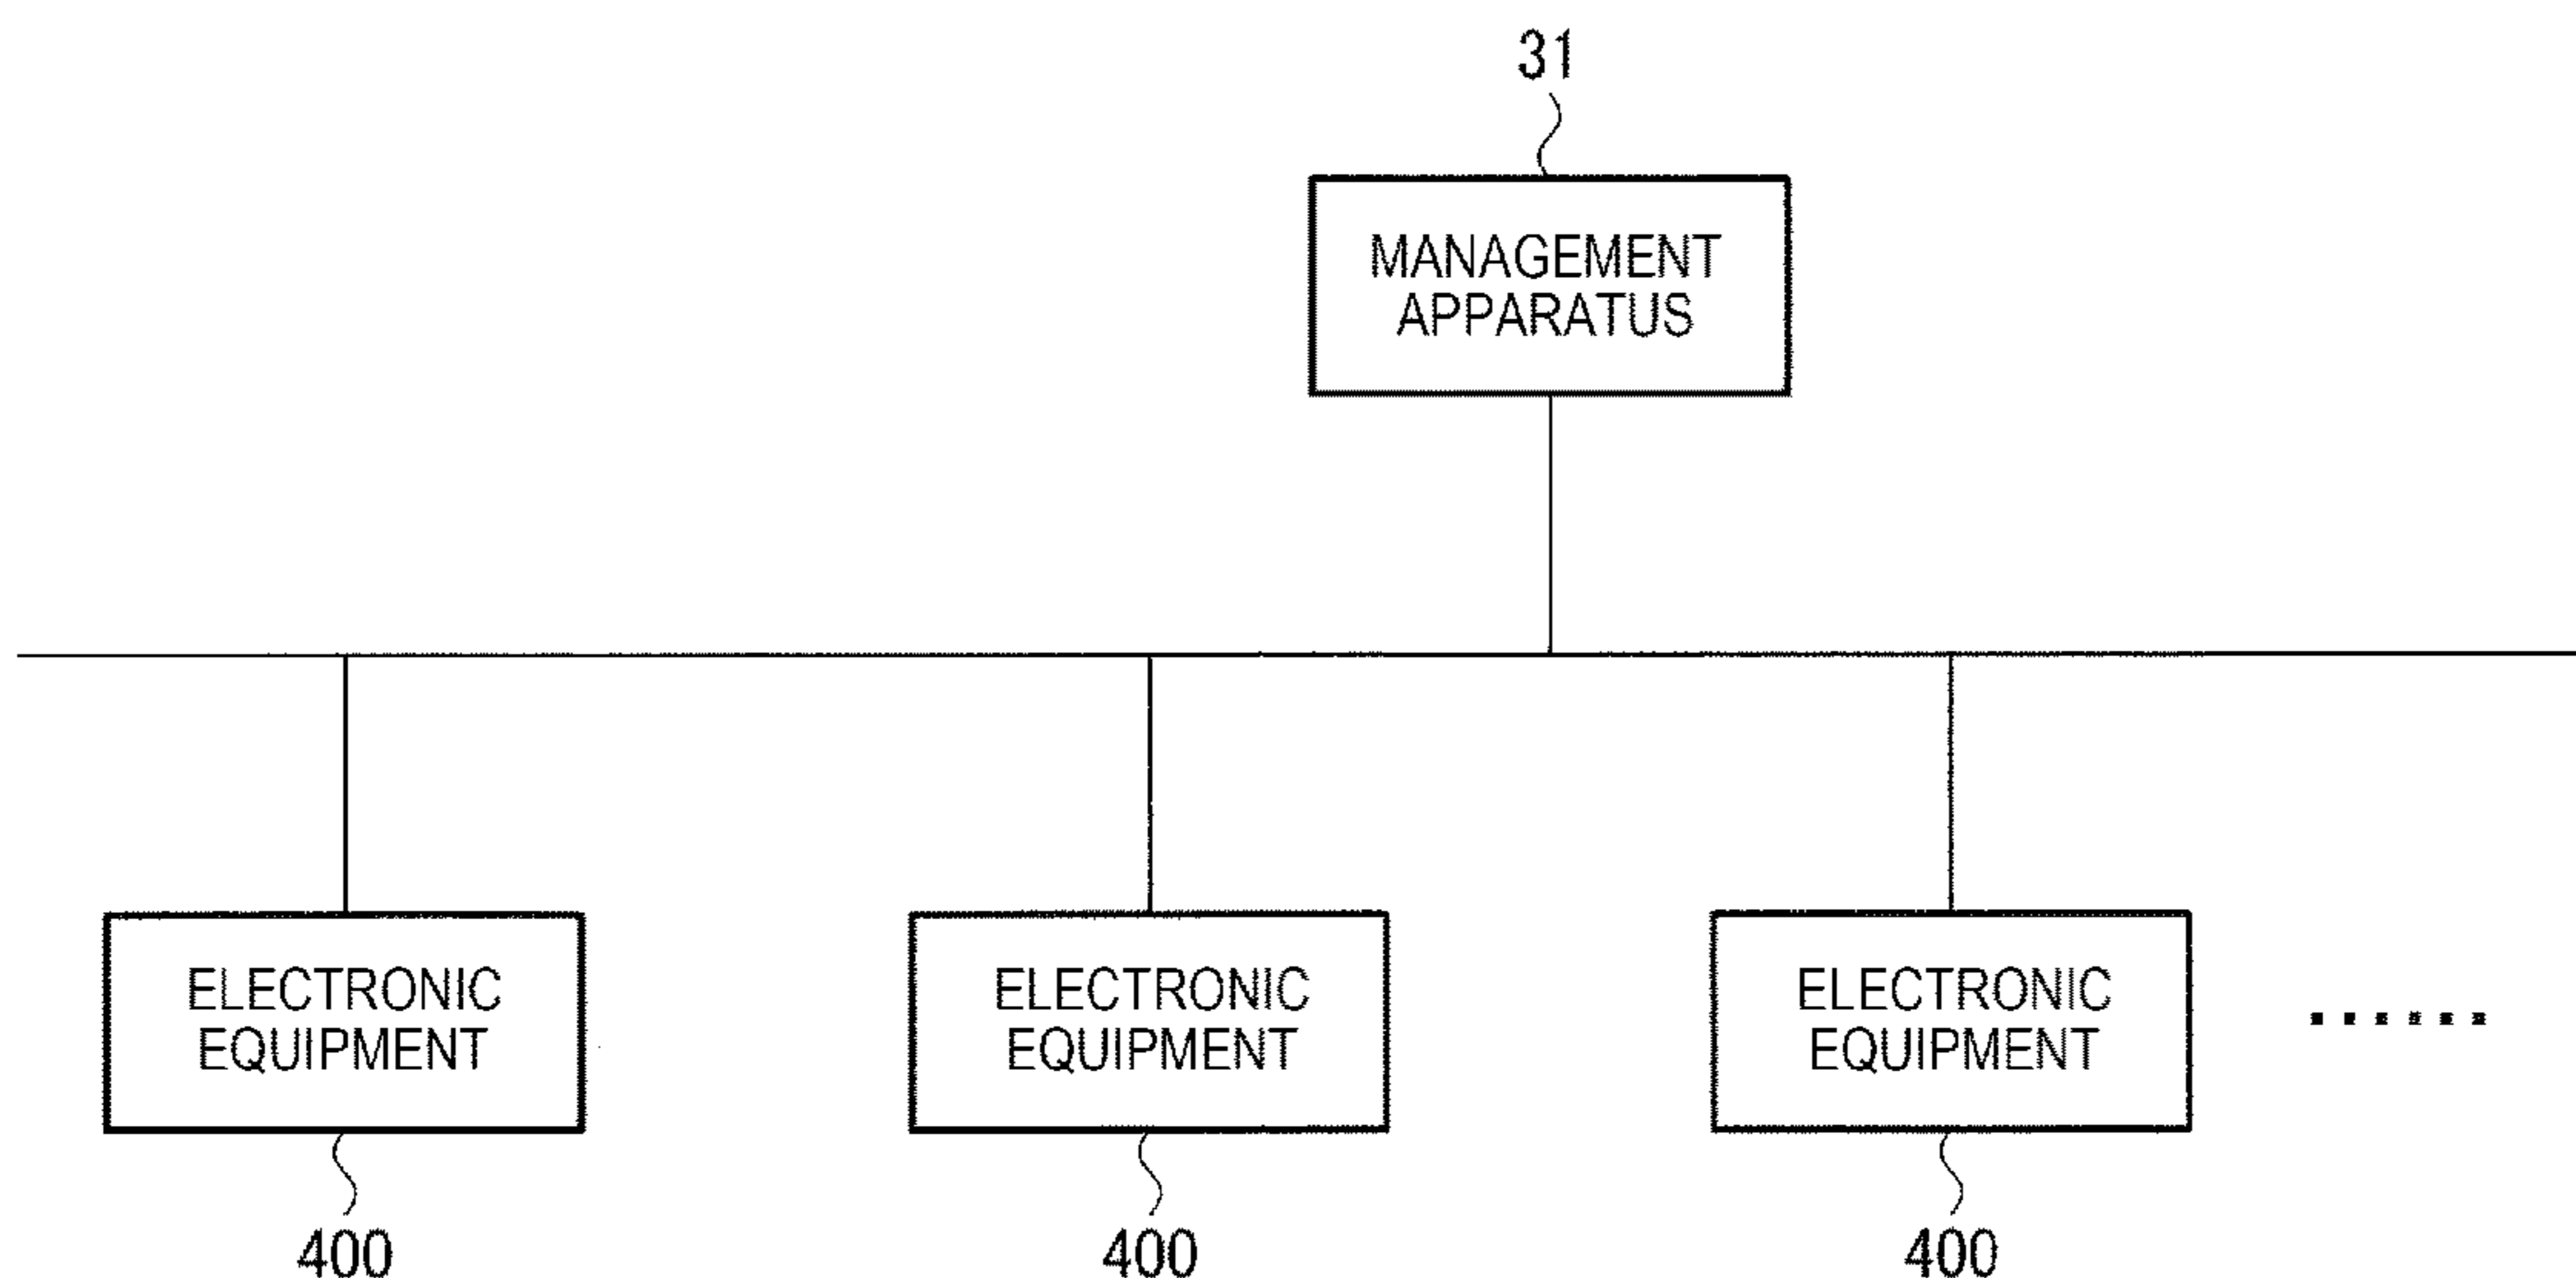 31
MANAGEMENT
APPARATUS
ELECTRONIC
EQUIPMENT
ELECTRONIC
EQUIPMENT
ELECTRONIC
EQUIPMENT
......
400
400
400